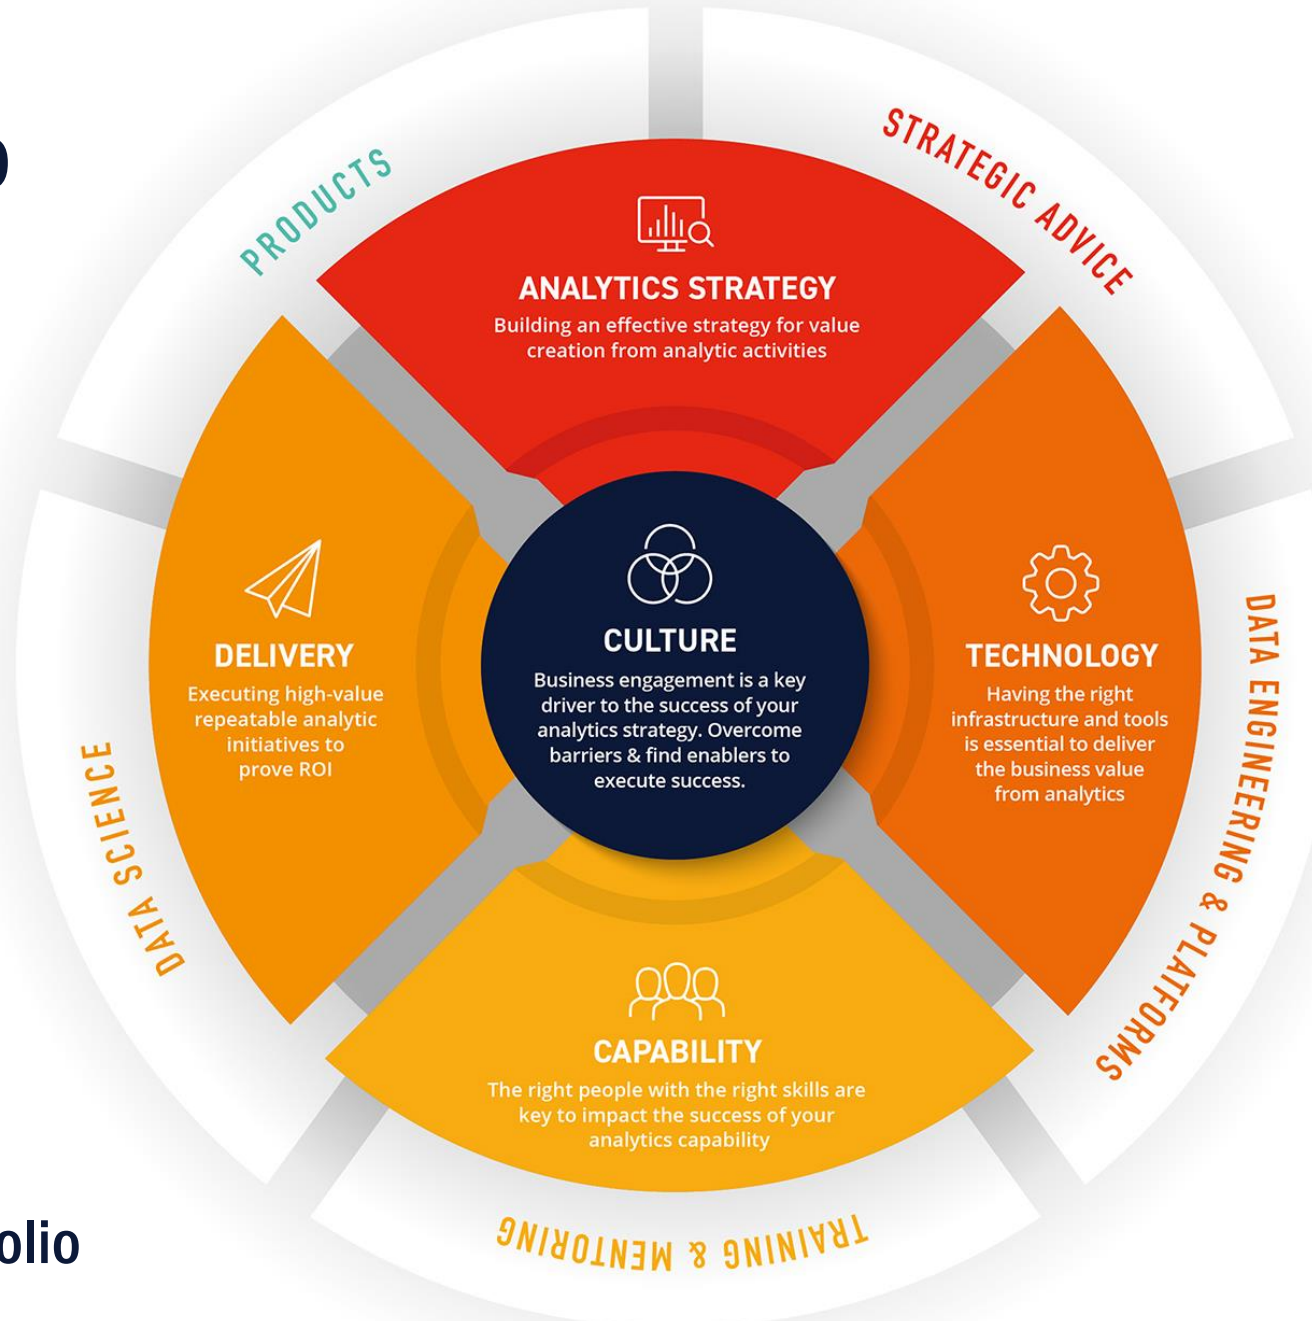 PRODUCTS
STRATEGIC ADVICE
ANALYTICS STRATEGY
Building an effective strategy for value
creation from analytic activities
DELIVERY
Executing high-value
repeatable analytic
initiatives to
prove ROI
CULTURE
Business engagement is a key
driver to the success of your
analytics strategy. Overcome
barriers & find enablers to
execute success.
TECHNOLOGY
Having the right
infrastructure and tools
is essential to deliver
the business value
from analytics
DATA ENGINEERING & PLATFORMS
DATA SCIENCE
CAPABILITY
The right people with the right skills are
key to impact the success of your
analytics capability
TRAINING & MENTORING
olio